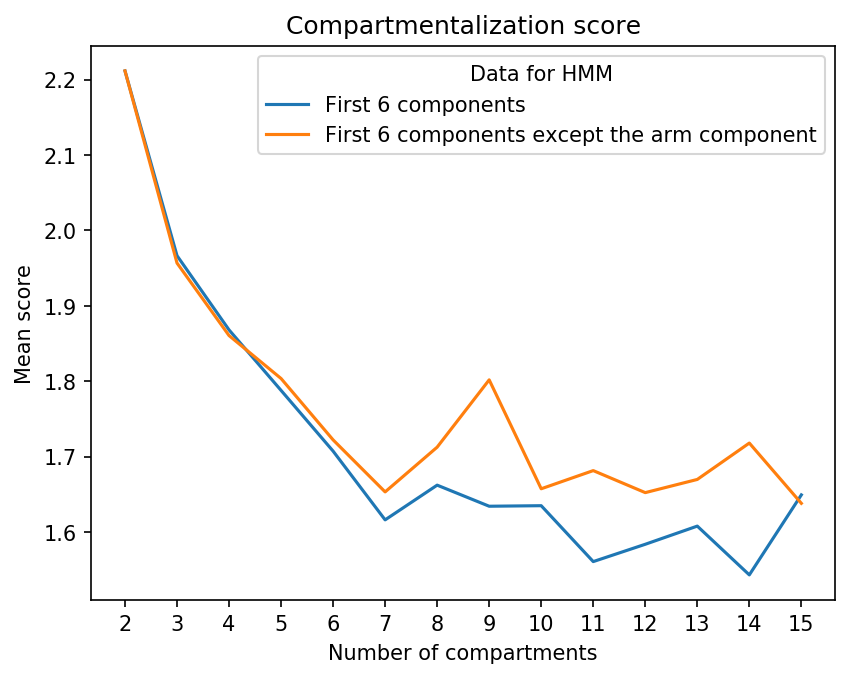 Compartmentalization score
Data for HMM
First 6 components
First 6 components except the arm component
Mean score
2.2
2.1
2.0
1.9
1.8
1.7
1.6
2 3 4 5 6 7 8 9 10 11 12 13 14 15
Number of compartments